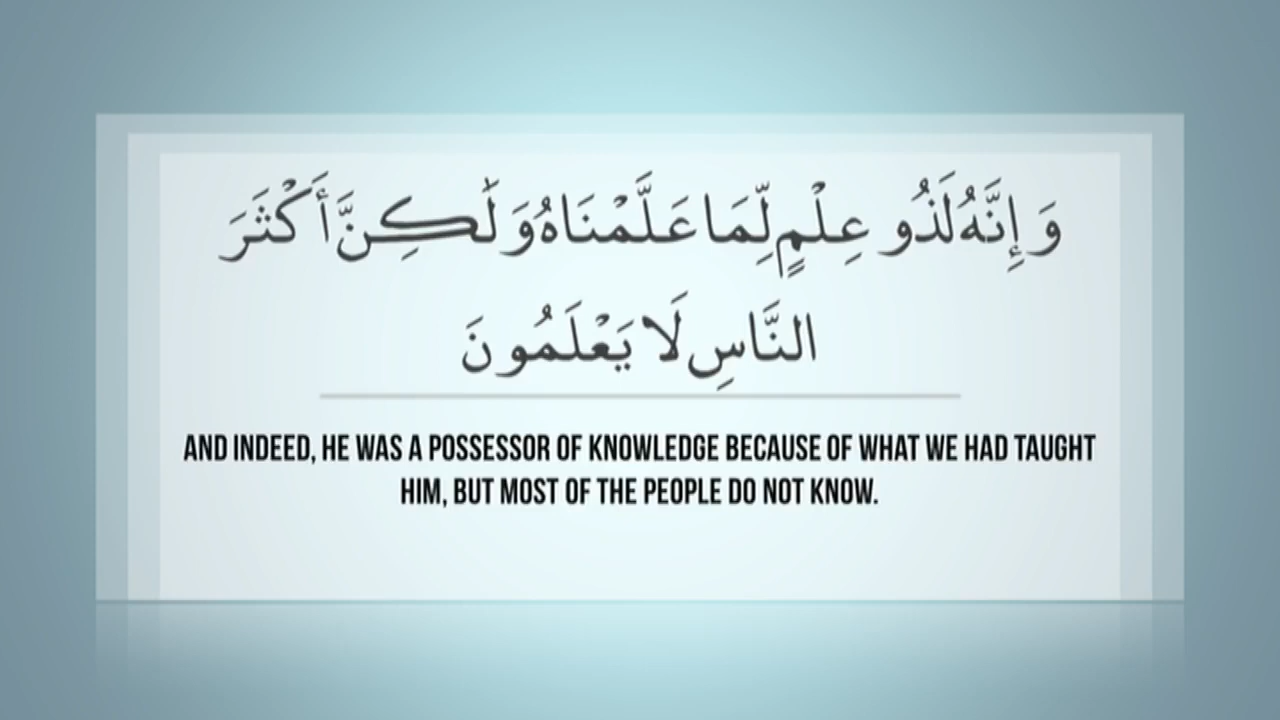 وَإِنَّهُ لَذُو عِلْمٍ لِّمَا عَلَّمْنَاهُ وَلَٰكِنَّ أَكْثَرَ
النَّاسِ لَا يَعْلَمُونَ
AND INDEED, HE WAS A POSSESSOR OF KNOWLEDGE BECAUSE OF WHAT WE HAD TAUGHT
HIM, BUT MOST OF THE PEOPLE DO NOT KNOW.